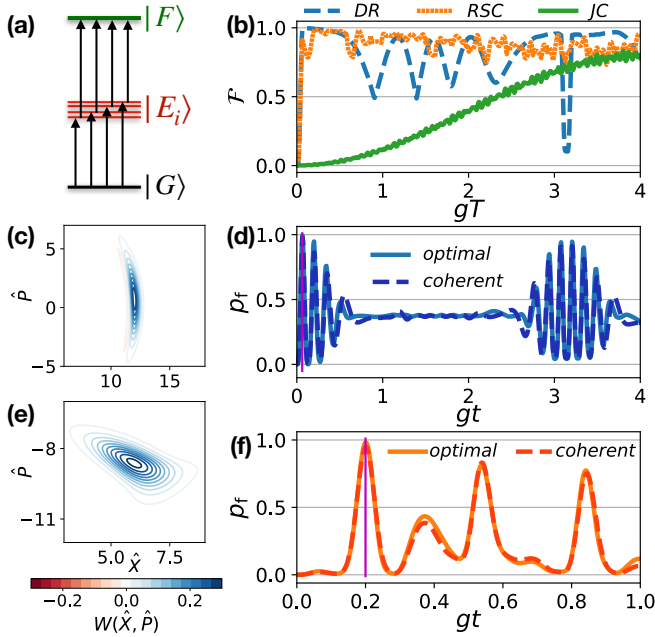 (a)
|F⟩
|E_i⟩
|G⟩
(b)
DR
RSC
JC
F
1.0
0.5
0.0
0
1
2
3
4
gT
(c)
P̂
5
0
−5
10
15
(d)
p_f
1.0
0.5
0.0
optimal
coherent
0
1
2
3
4
gt
(e)
P̂
−8
−11
5.0
7.5
X̂
−0.2
0.0
0.2
W(X̂, P̂)
(f)
p_f
1.0
0.5
0.0
optimal
coherent
0.0
0.2
0.4
0.6
0.8
1.0
gt